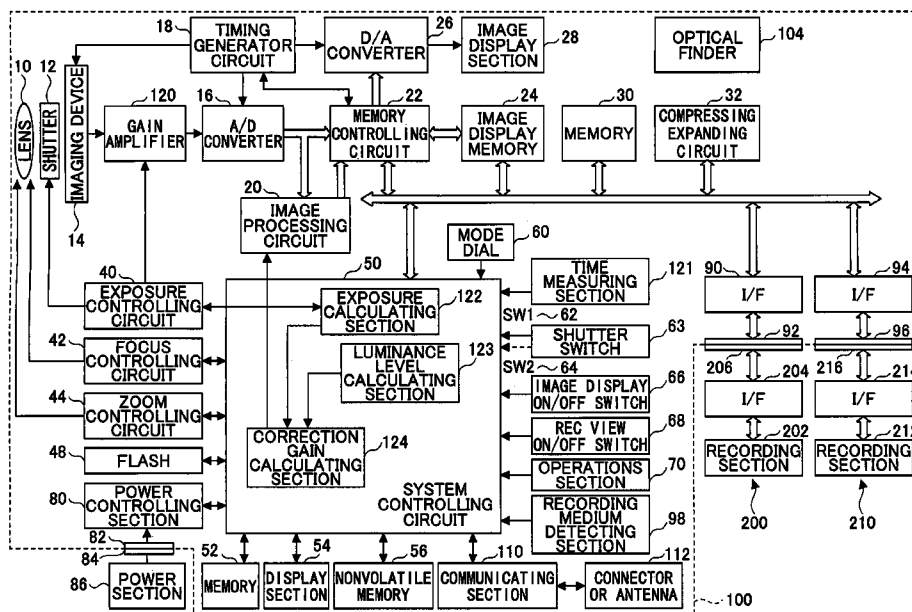 18
TIMING
GENERATOR
CIRCUIT
26
D/A
CONVERTER
28
IMAGE
DISPLAY
SECTION
OPTICAL
FINDER
104
10
LENS
12
SHUTTER
IMAGING DEVICE
14
120
GAIN
AMPLIFIER
16
A/D
CONVERTER
22
MEMORY
CONTROLLING
CIRCUIT
24
IMAGE
DISPLAY
MEMORY
30
MEMORY
32
COMPRESSING
EXPANDING
CIRCUIT
20
IMAGE
PROCESSING
CIRCUIT
MODE
DIAL
60
40
EXPOSURE
CONTROLLING
CIRCUIT
42
FOCUS
CONTROLLING
CIRCUIT
44
ZOOM
CONTROLLING
CIRCUIT
48
FLASH
80
POWER
CONTROLLING
SECTION
82
84
86
POWER
SECTION
50
EXPOSURE
CALCULATING
SECTION
122
LUMINANCE
LEVEL
CALCULATING
SECTION
123
CORRECTION
GAIN
CALCULATING
SECTION
124
SYSTEM
CONTROLLING
CIRCUIT
TIME
MEASURING
SECTION
121
SW1 62
SHUTTER
SWITCH
63
SW2 64
IMAGE DISPLAY
ON/OFF SWITCH
66
REC VIEW
ON/OFF SWITCH
68
OPERATIONS
SECTION
70
RECORDING
MEDIUM
DETECTING
SECTION
98
90
I/F
92
206
204
I/F
202
RECORDING
SECTION
200
94
I/F
96
216
214
I/F
212
RECORDING
SECTION
210
52
MEMORY
54
DISPLAY
SECTION
56
NONVOLATILE
MEMORY
110
COMMUNICATING
SECTION
112
CONNECTOR
OR ANTENNA
100